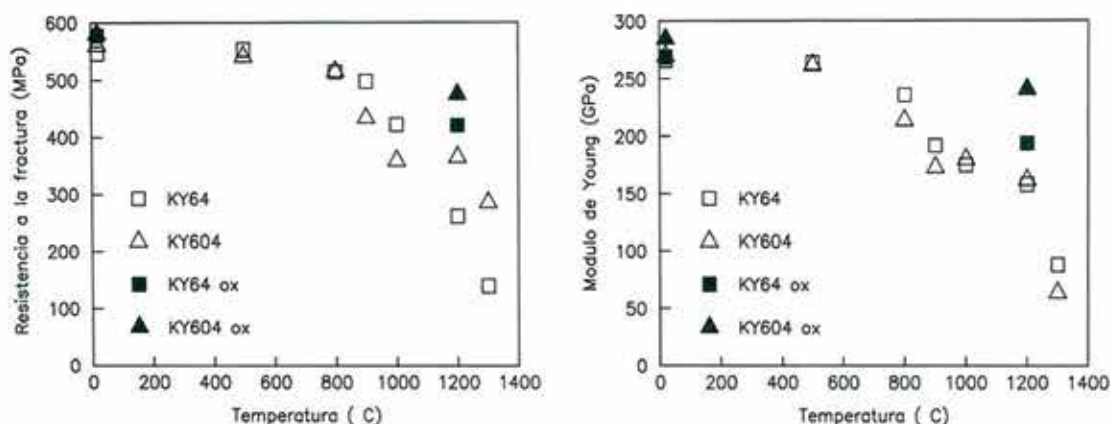 600
500
400
300
200
100
0
Resistencia a la fractura (MPa)
KY64
KY604
KY64 ox
KY604 ox
0 200 400 600 800 1000 1200 1400
Temperatura ( C)
300
250
200
150
100
50
0
Modulo de Young (GPa)
KY64
KY604
KY64 ox
KY604 ox
0 200 400 600 800 1000 1200 1400
Temperatura ( C)